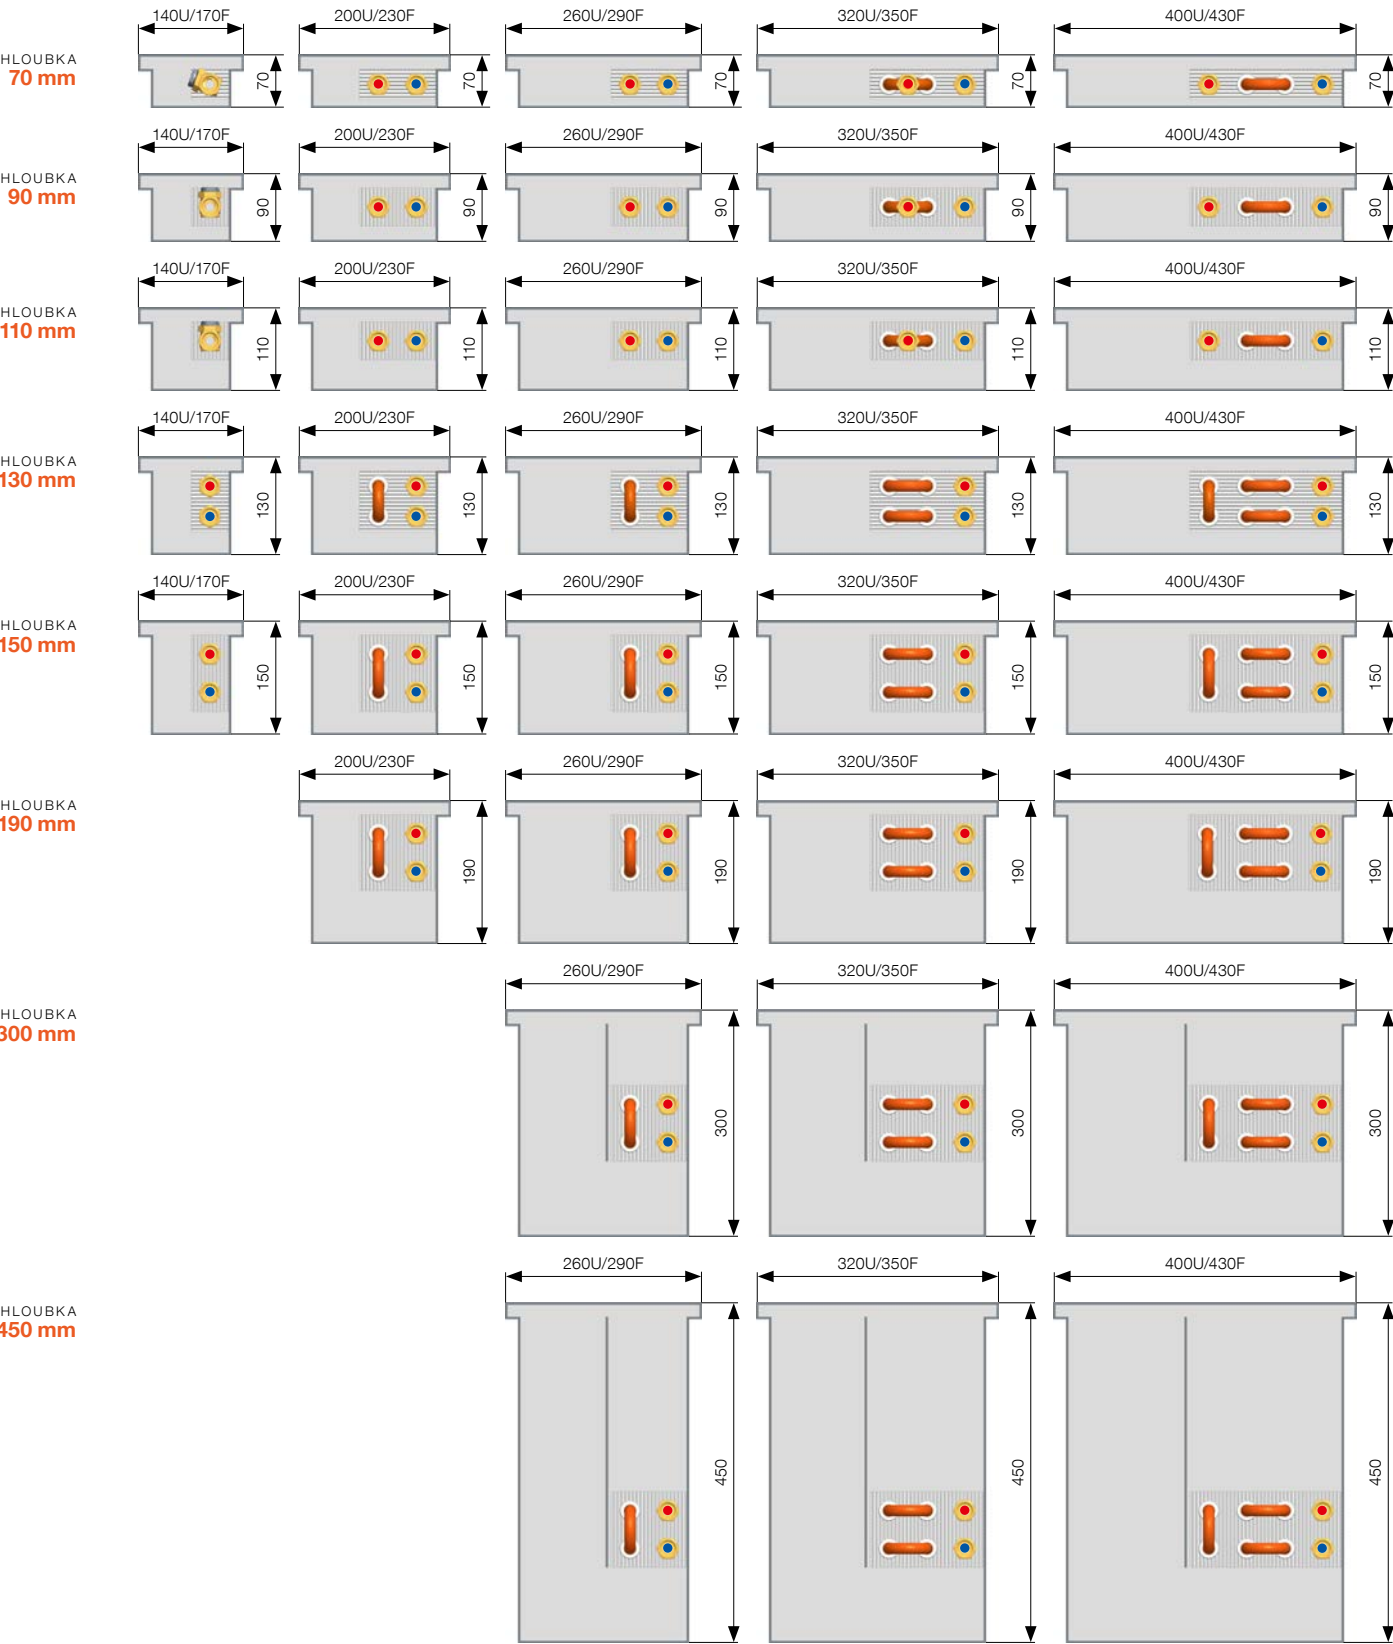 140U/170F 200U/230F 260U/290F 320U/350F 400U/430F
HLOUBKA
70 mm
70 70 70 70 70
140U/170F 200U/230F 260U/290F 320U/350F 400U/430F
HLOUBKA
90 mm
90 90 90 90 90
140U/170F 200U/230F 260U/290F 320U/350F 400U/430F
HLOUBKA
110 mm
110 110 110 110 110
140U/170F 200U/230F 260U/290F 320U/350F 400U/430F
HLOUBKA
130 mm
130 130 130 130 130
140U/170F 200U/230F 260U/290F 320U/350F 400U/430F
HLOUBKA
150 mm
150 150 150 150 150
200U/230F 260U/290F 320U/350F 400U/430F
HLOUBKA
190 mm
190 190 190 190
260U/290F 320U/350F 400U/430F
HLOUBKA
300 mm
300 300 300
260U/290F 320U/350F 400U/430F
HLOUBKA
450 mm
450 450 450